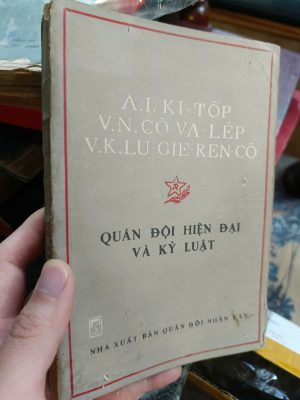 A.I. KI-TỐP
V.N. CÔ-VA-LÉP
V.K. LU-GIE-REN-CÔ
QUÂN ĐỘI HIỆN ĐẠI
VÀ KỶ LUẬT
NHÀ XUẤT BẢN QUÂN ĐỘI NHÂN DÂN